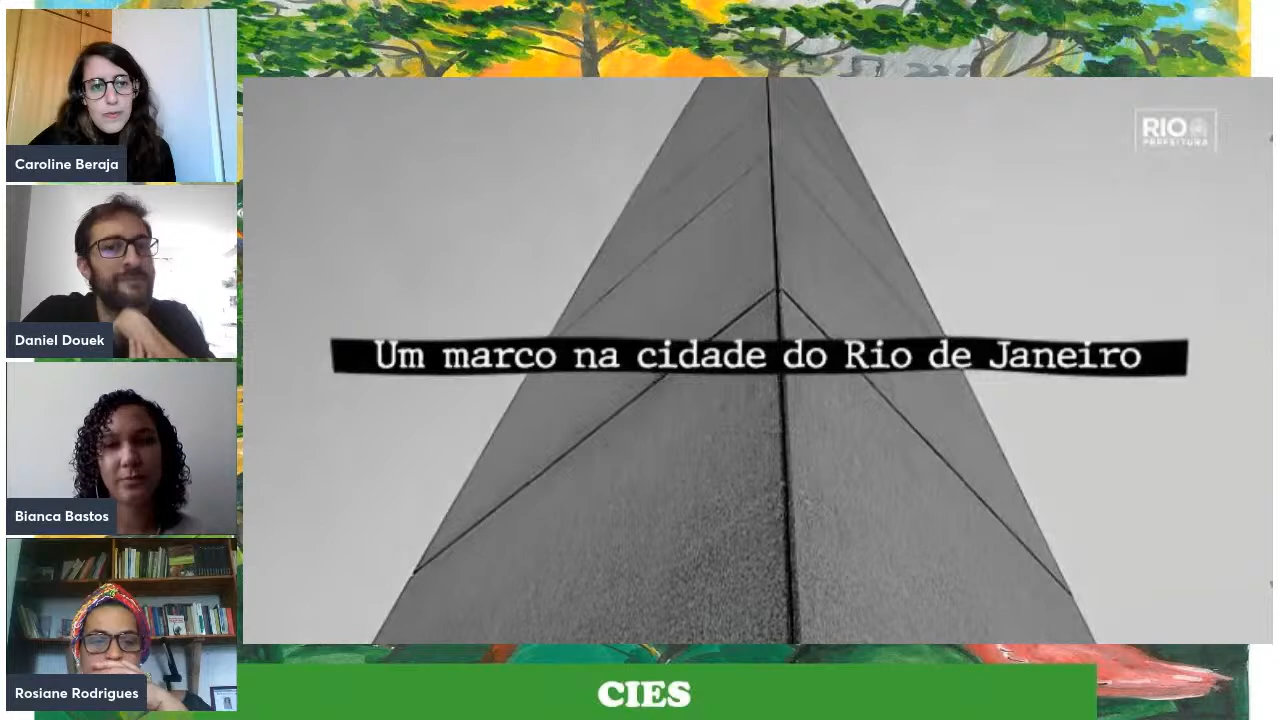 Caroline Beraja
Daniel Douek
Bianca Bastos
Rosiane Rodrigues
RIO
PREFEITURA
Um marco na cidade do Rio de Janeiro
CIES